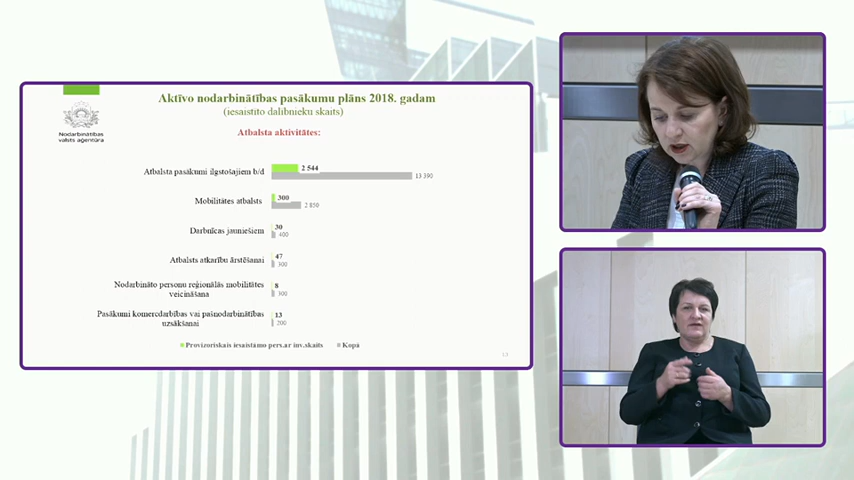 Aktīvo nodarbinātības pasākumu plāns 2018. gadam
(iesaistīto dalībnieku skaits)
Nodarbinātības
valsts aģentūra
Atbalsta aktivitātes:
Atbalsta pasākumi ilgstošajiem b/d
2 544
13 390
Mobilitātes atbalsts
300
2 850
Darbnīcas jauniešiem
30
400
Atbalsts atkarību ārstēšanai
47
300
Nodarbināto personu reģionālās mobilitātes
veicināšana
8
300
Pasākumi komercdarbības vai pašnodarbinātības
uzsākšanai
13
200
Provizoriskais iesaistāmo pers.ar inv.skaits
Kopā
13